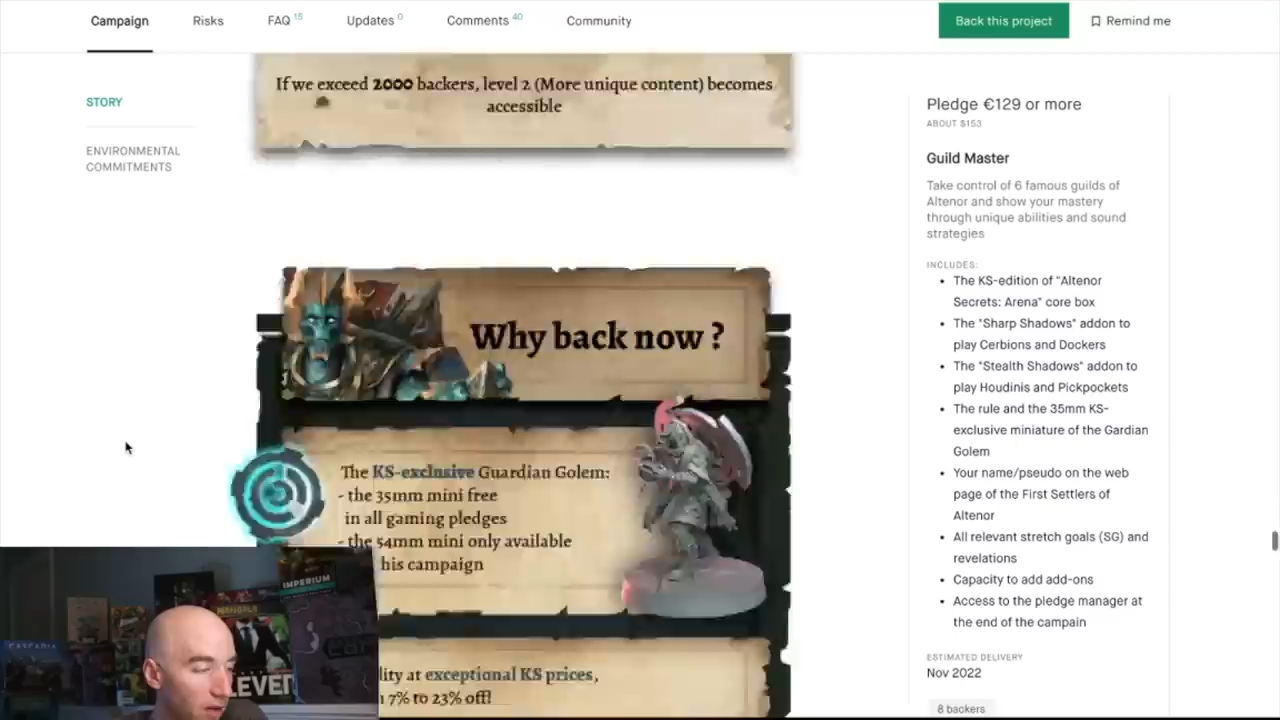 Campaign
Risks
FAQ 15
Updates 0
Comments 40
Community
Back this project
Remind me
STORY
ENVIRONMENTAL
COMMITMENTS
If we exceed 2000 backers, level 2 (More unique content) becomes
accessible
Why back now ?
The KS-exclusive Guardian Golem:
- the 35mm mini free
in all gaming pledges
- the 54mm mini only available
his campaign
lity at exceptional KS prices,
7% to 23% off!
Pledge €129 or more
ABOUT $153
Guild Master
Take control of 6 famous guilds of
Altenor and show your mastery
through unique abilities and sound
strategies
INCLUDES:
• The KS-edition of "Altenor
Secrets: Arena" core box
• The "Sharp Shadows" addon to
play Cerbions and Dockers
• The "Stealth Shadows" addon to
play Houdinis and Pickpockets
• The rule and the 35mm KS-
exclusive miniature of the Gardian
Golem
• Your name/pseudo on the web
page of the First Settlers of
Altenor
• All relevant stretch goals (SG) and
revelations
• Capacity to add add-ons
• Access to the pledge manager at
the end of the campain
ESTIMATED DELIVERY
Nov 2022
8 backers
IMPERIUM
CASCADIA
LEVEN